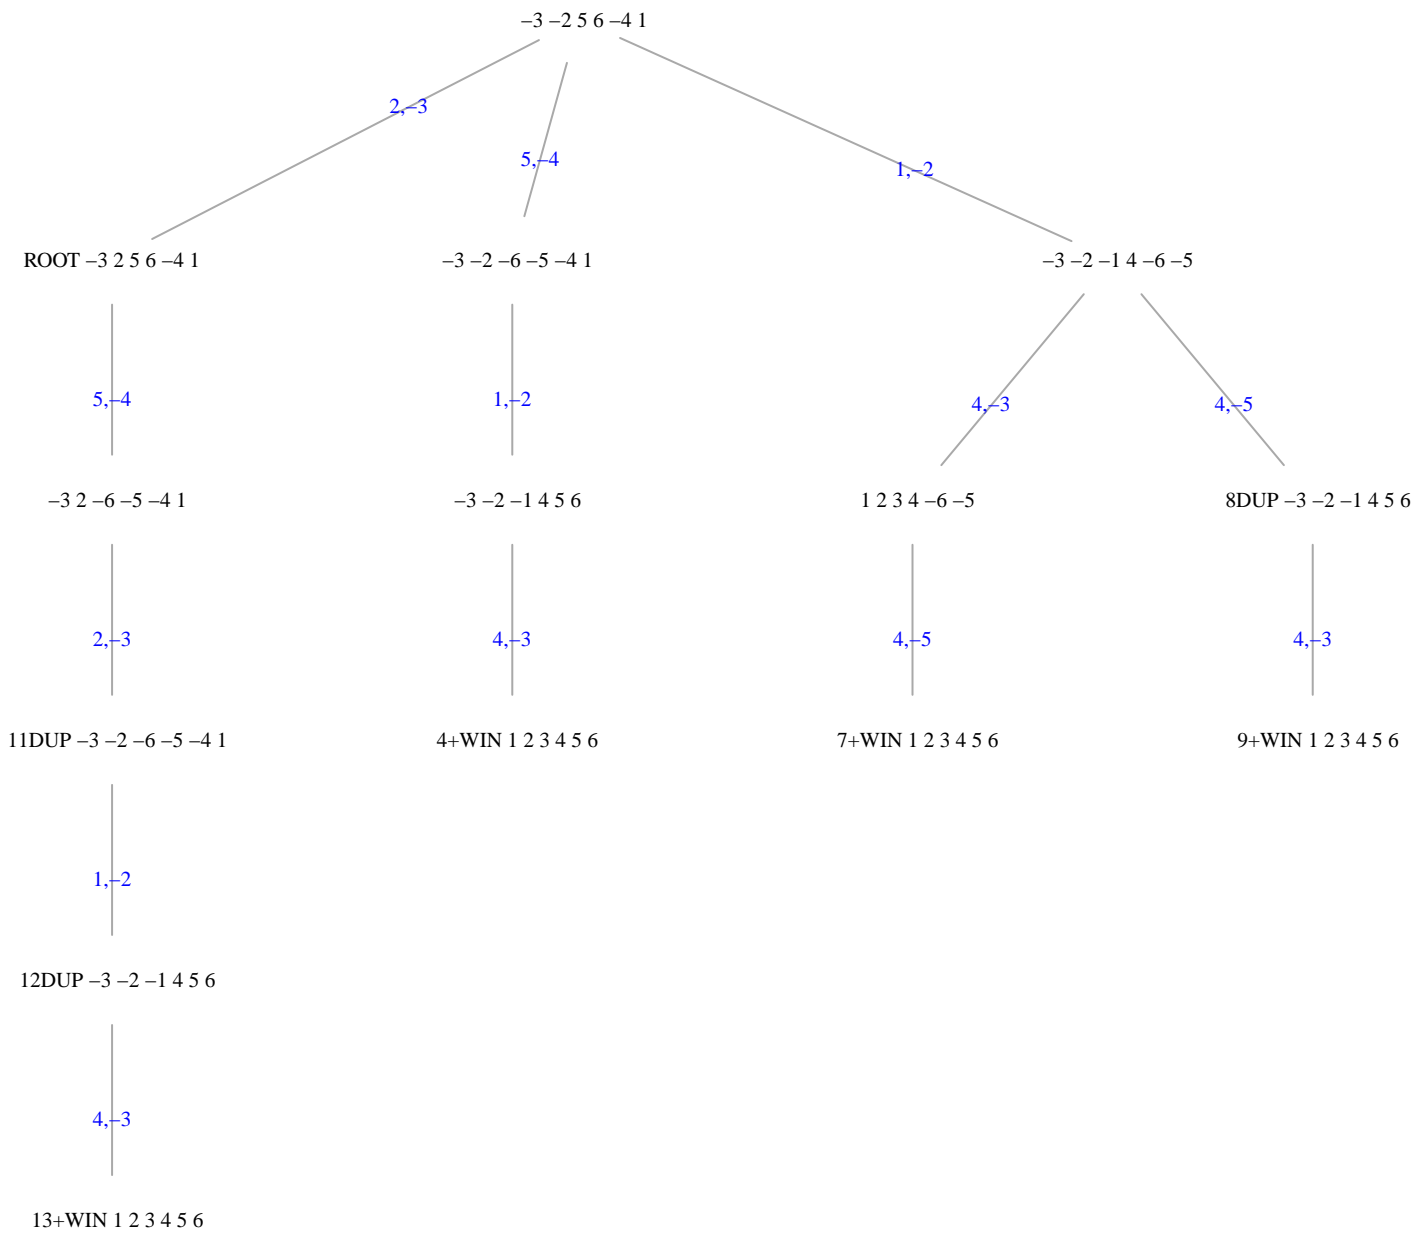 –3 –2 5 6 –4 1
2,–3
5,–4
1,–2
ROOT –3 2 5 6 –4 1
–3 –2 –6 –5 –4 1
–3 –2 –1 4 –6 –5
5,–4
1,–2
4,–3
4,–5
–3 2 –6 –5 –4 1
–3 –2 –1 4 5 6
1 2 3 4 –6 –5
8DUP –3 –2 –1 4 5 6
2,–3
4,–3
4,–5
4,–3
11DUP –3 –2 –6 –5 –4 1
4+WIN 1 2 3 4 5 6
7+WIN 1 2 3 4 5 6
9+WIN 1 2 3 4 5 6
1,–2
12DUP –3 –2 –1 4 5 6
4,–3
13+WIN 1 2 3 4 5 6